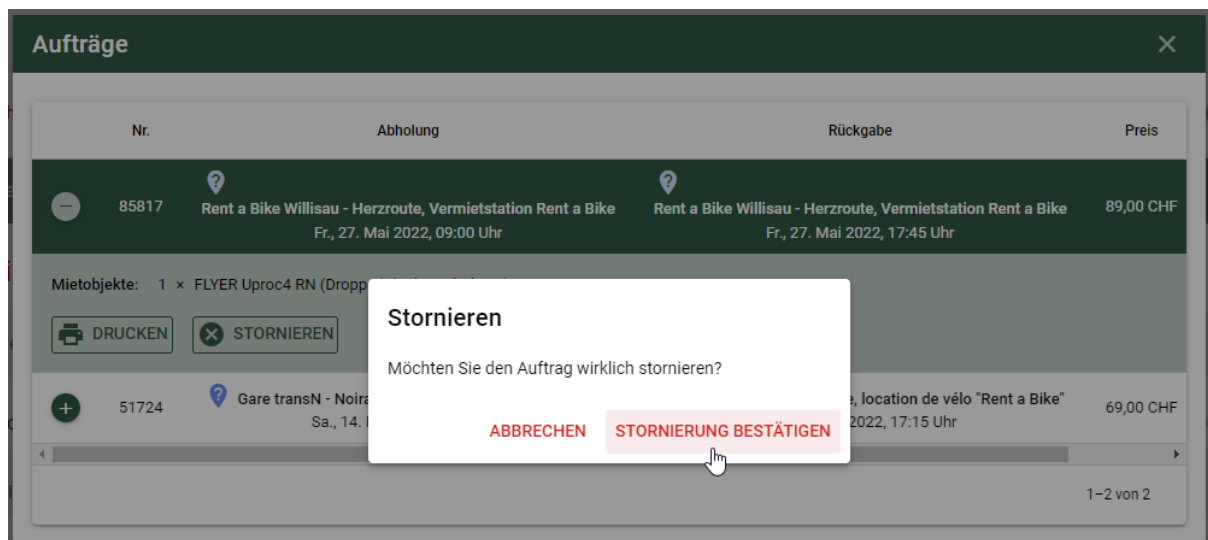 Aufträge
Nr. Abholung Rückgabe Preis
85817 Rent a Bike Willisau - Herzroute, Vermietstation Rent a Bike Rent a Bike Willisau - Herzroute, Vermietstation Rent a Bike 89,00 CHF
Fr., 27. Mai 2022, 09:00 Uhr Fr., 27. Mai 2022, 17:45 Uhr
Mietobjekte: 1 × FLYER Uproc4 RN
DRUCKEN STORNIEREN
Stornieren
Möchten Sie den Auftrag wirklich stornieren?
ABBRECHEN STORNIERUNG BESTÄTIGEN
51724 Gare transN - location de vélo "Rent a Bike" 69,00 CHF
Sa., 14. 2022, 17:15 Uhr
1–2 von 2